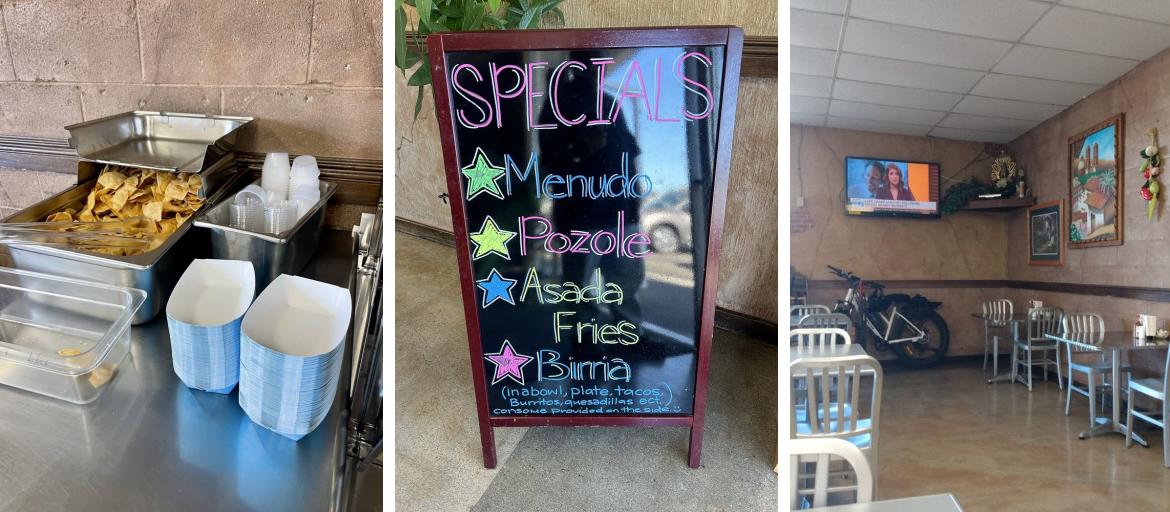 SPECIALS
Menudo
Pozole
Asada
Fries
Birria
(in a bowl, plate, tacos,)
Burritos, quesadillas ect.
consome provided on the side. :)